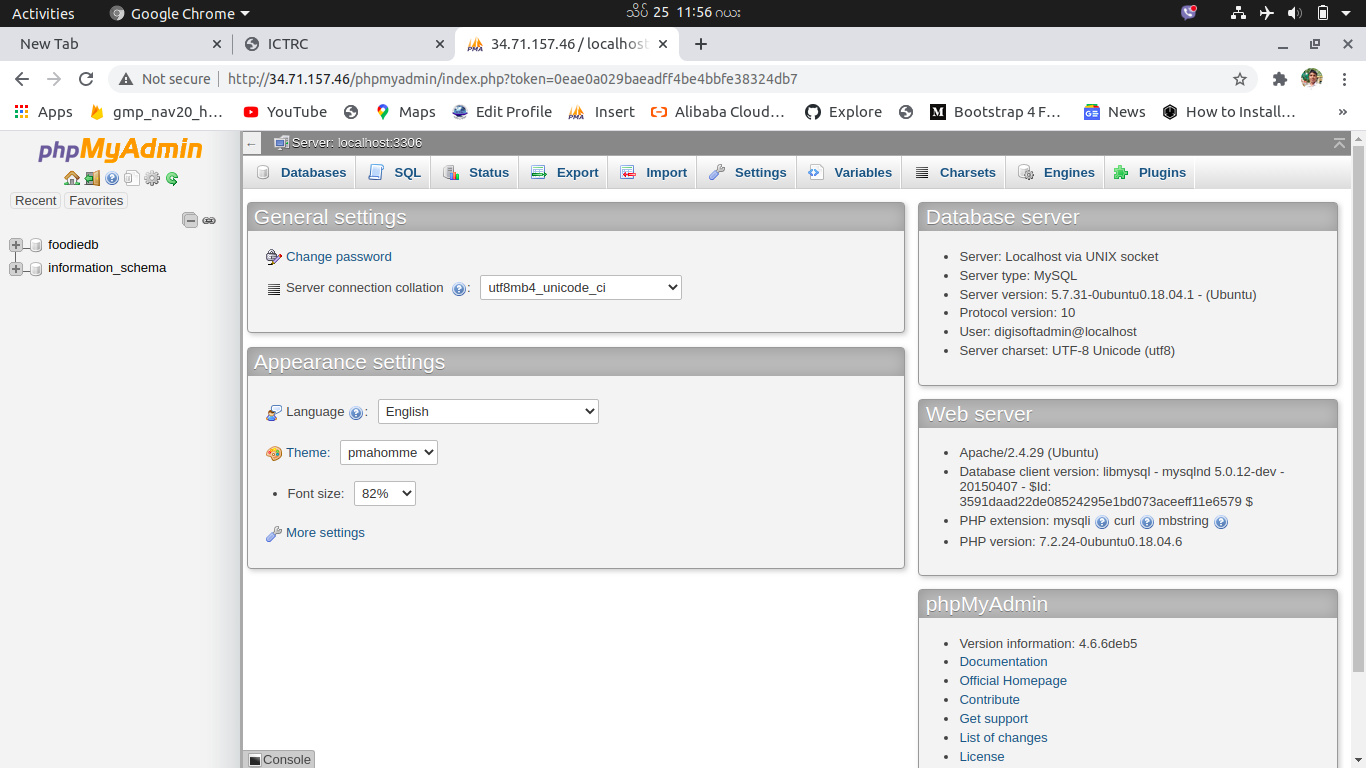 Activities Google Chrome သိပ် 25 11:56 ဂယး
New Tab ICTRC 34.71.157.46 / localhost
Not secure http://34.71.157.46/phpmyadmin/index.php?token=0eae0a029baeadff4be4bbfe38324db7
Apps gmp_nav20_h... YouTube Maps Edit Profile Insert Alibaba Cloud... Explore Bootstrap 4 F... News How to Install... »
phpMyAdmin
Recent Favorites
foodiedb
information_schema
← Server: localhost:3306
Databases SQL Status Export Import Settings Variables Charsets Engines Plugins
General settings
Change password
Server connection collation : utf8mb4_unicode_ci
Appearance settings
Language : English
Theme: pmahomme
• Font size: 82%
More settings
Database server
• Server: Localhost via UNIX socket
• Server type: MySQL
• Server version: 5.7.31-0ubuntu0.18.04.1 - (Ubuntu)
• Protocol version: 10
• User: digisoftadmin@localhost
• Server charset: UTF-8 Unicode (utf8)
Web server
• Apache/2.4.29 (Ubuntu)
• Database client version: libmysql - mysqlnd 5.0.12-dev -
20150407 - $Id:
3591daad22de08524295e1bd073aceeff11e6579 $
• PHP extension: mysqli curl mbstring
• PHP version: 7.2.24-0ubuntu0.18.04.6
phpMyAdmin
• Version information: 4.6.6deb5
• Documentation
• Official Homepage
• Contribute
• Get support
• List of changes
• License
Console